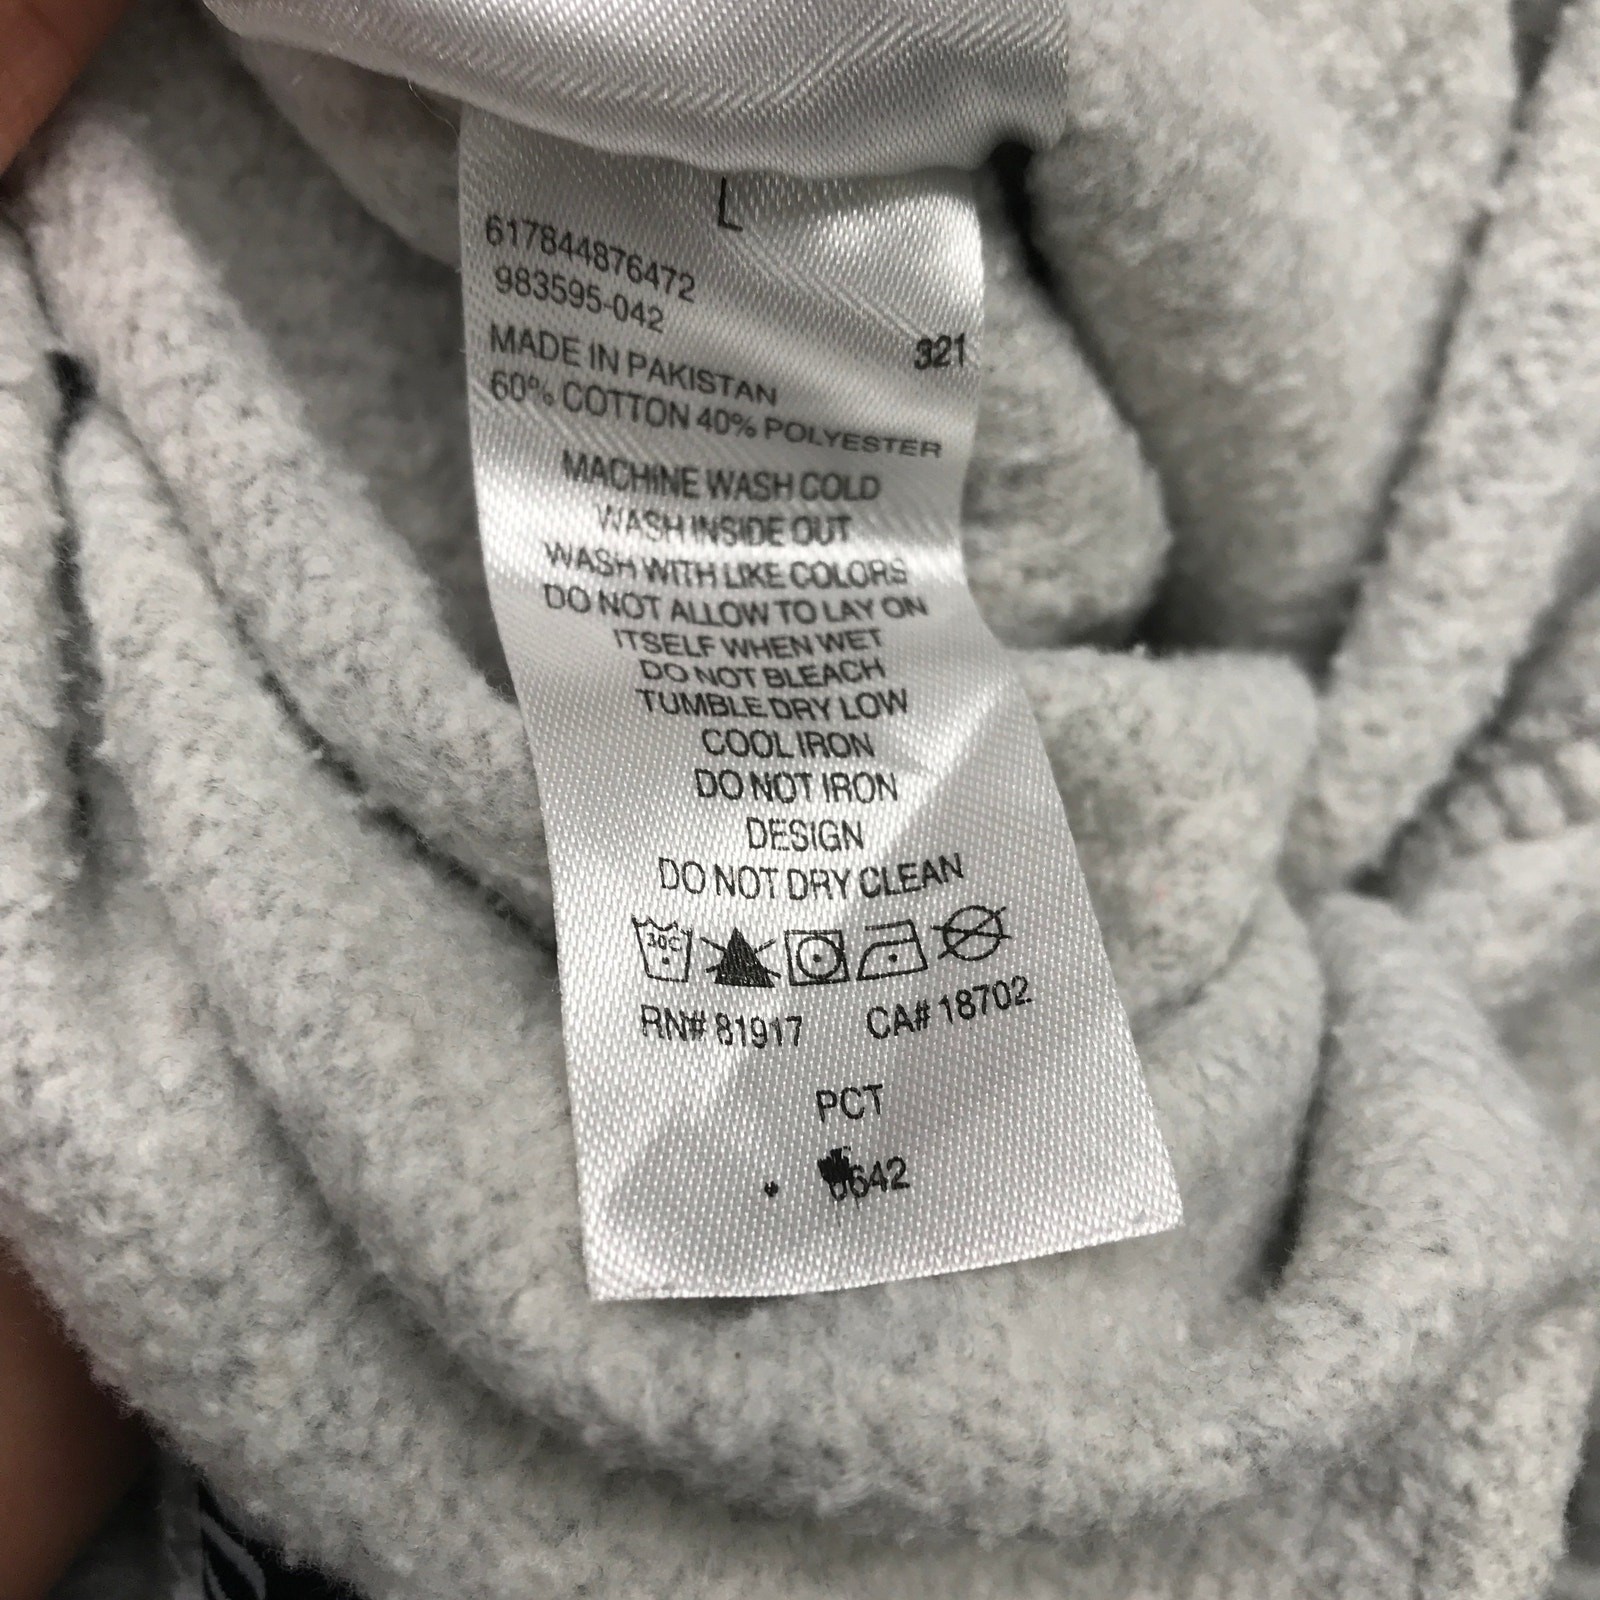 L
617844876472
983595-042
321
MADE IN PAKISTAN
60% COTTON 40% POLYESTER
MACHINE WASH COLD
WASH INSIDE OUT
WASH WITH LIKE COLORS
DO NOT ALLOW TO LAY ON
ITSELF WHEN WET
DO NOT BLEACH
TUMBLE DRY LOW
COOL IRON
DO NOT IRON
DESIGN
DO NOT DRY CLEAN
30C
RN# 81917 CA# 18702
PCT